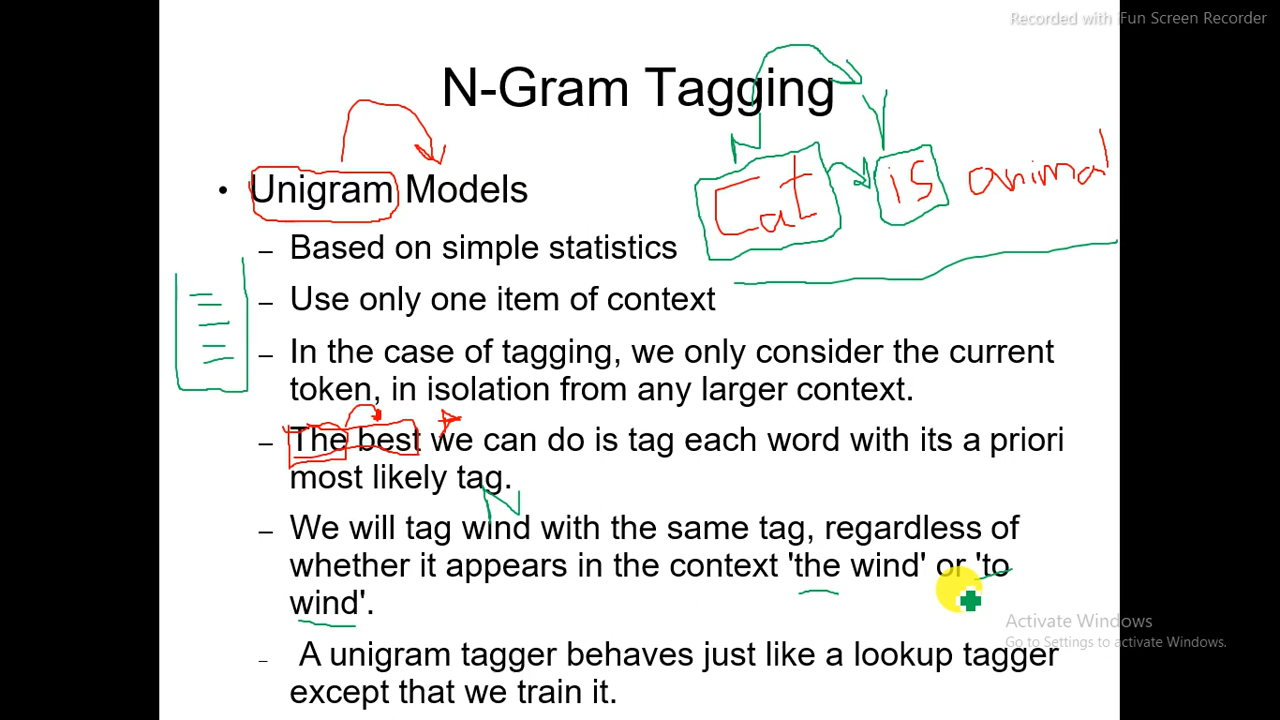 Recorded with iFun Screen Recorder
N-Gram Tagging
N
V
• Unigram Models
Cat is animal
– Based on simple statistics
– Use only one item of context
– In the case of tagging, we only consider the current
token, in isolation from any larger context.
– The best we can do is tag each word with its a priori
most likely tag.
N
– We will tag wind with the same tag, regardless of
whether it appears in the context 'the wind' or 'to
wind'.
Activate Windows
Go to Settings to activate Windows.
– A unigram tagger behaves just like a lookup tagger
except that we train it.